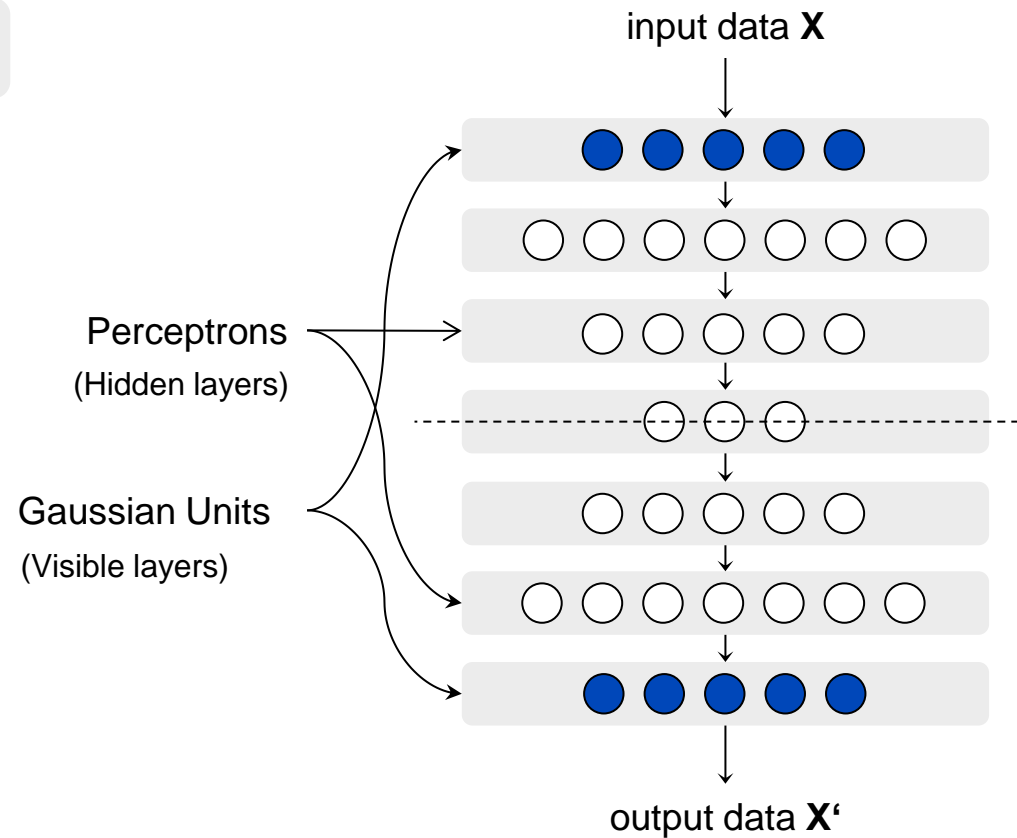 input data X
Perceptrons
(Hidden layers)
Gaussian Units
(Visible layers)
output data X‘